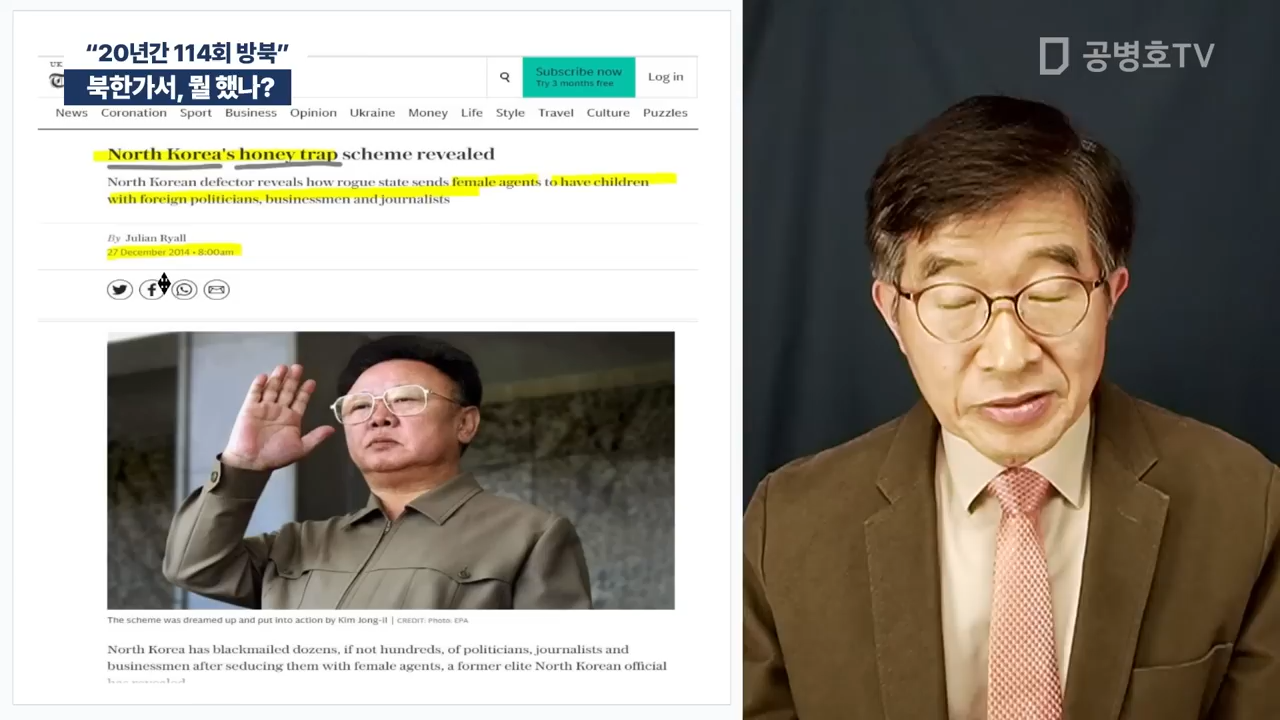 “20년간 114회 방북”
북한가서, 뭘 했나?
공병호TV
UK
Subscribe now
Try 3 months free
Log in
News Coronation Sport Business Opinion Ukraine Money Life Style Travel Culture Puzzles
North Korea's honey trap scheme revealed
North Korean defector reveals how rogue state sends female agents to have children
with foreign politicians, businessmen and journalists
By Julian Ryall
27 December 2014 • 8:00am
The scheme was dreamed up and put into action by Kim Jong-il | CREDIT: Photo: EPA
North Korea has blackmailed dozens, if not hundreds, of politicians, journalists and
businessmen after seducing them with female agents, a former elite North Korean official
has revealed.